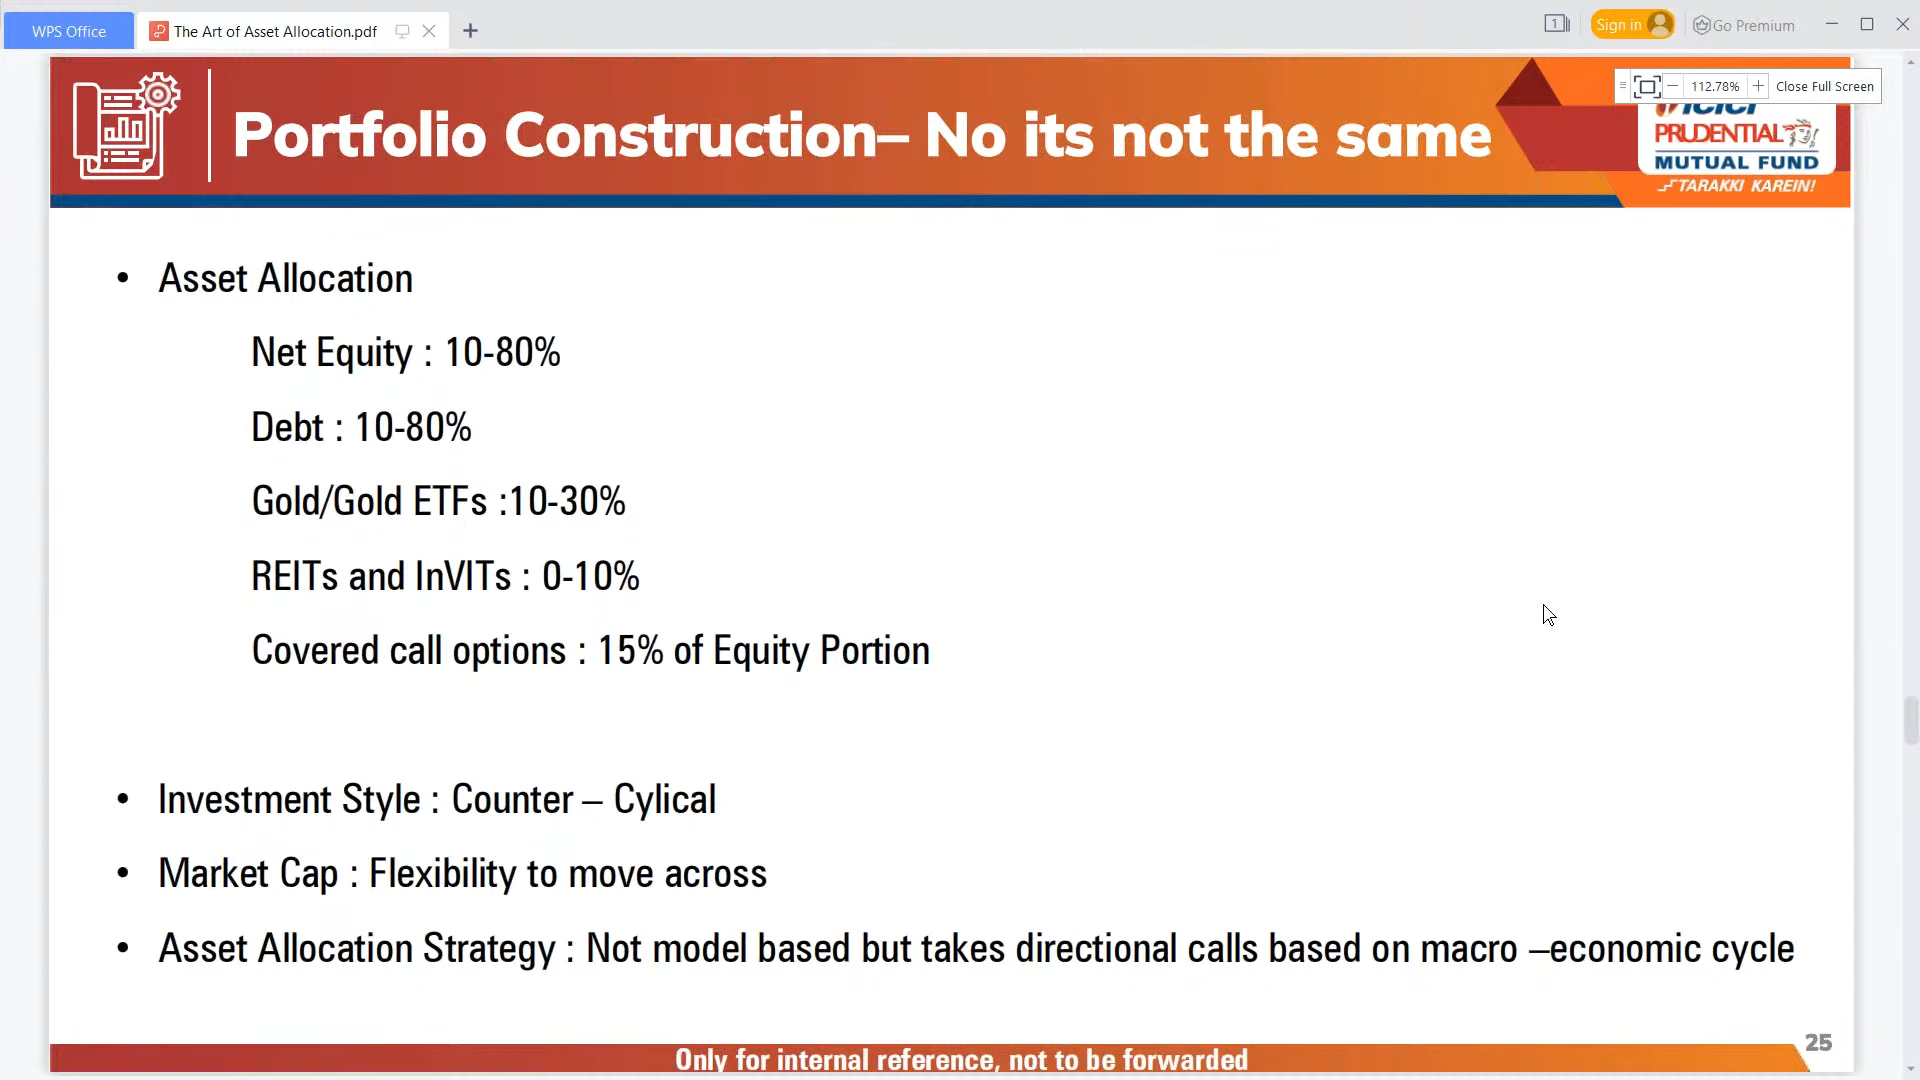 WPS Office
The Art of Asset Allocation.pdf
1
Sign in
Go Premium
112.78%
Close Full Screen
Portfolio Construction– No its not the same
PRUDENTIAL
MUTUAL FUND
TARAKKI KAREIN!
• Asset Allocation
Net Equity : 10-80%
Debt : 10-80%
Gold/Gold ETFs :10-30%
REITs and InVITs : 0-10%
Covered call options : 15% of Equity Portion
• Investment Style : Counter – Cylical
• Market Cap : Flexibility to move across
• Asset Allocation Strategy : Not model based but takes directional calls based on macro –economic cycle
25
Only for internal reference, not to be forwarded